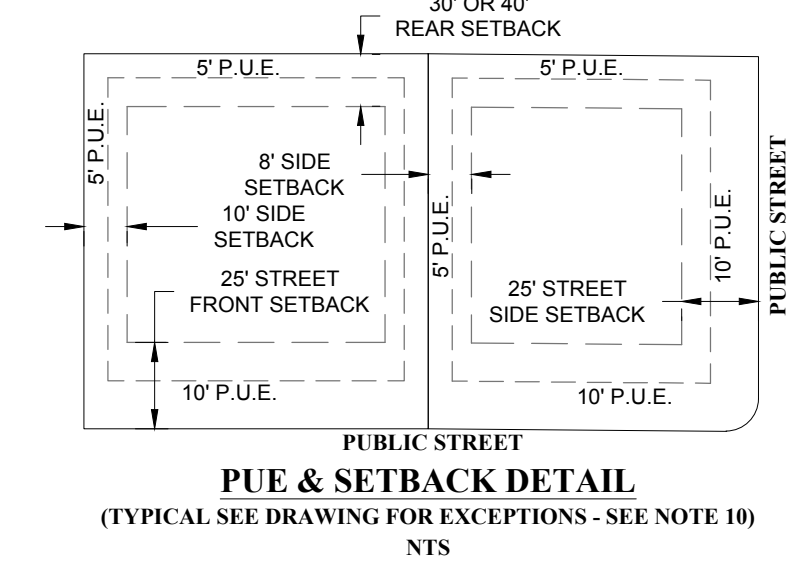 30' OR 40'
REAR SETBACK
5' P.U.E.
5' P.U.E.
5' P.U.E.
8' SIDE
SETBACK
10' SIDE
SETBACK
5' P.U.E.
10' P.U.E.
PUBLIC STREET
25' STREET
FRONT SETBACK
25' STREET
SIDE SETBACK
10' P.U.E.
10' P.U.E.
PUBLIC STREET
PUE & SETBACK DETAIL
(TYPICAL SEE DRAWING FOR EXCEPTIONS - SEE NOTE 10)
NTS